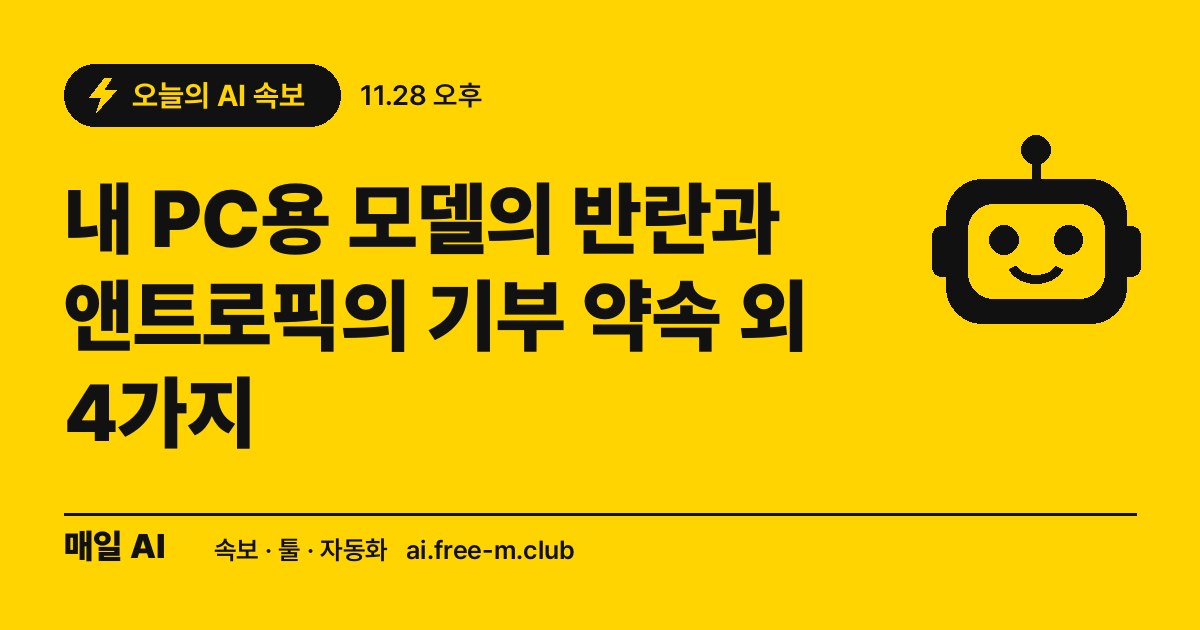 오늘의 AI 속보 11.28 오후
내 PC용 모델의 반란과
앤트로픽의 기부 약속 외
4가지
매일 AI 속보 · 툴 · 자동화 ai.free-m.club